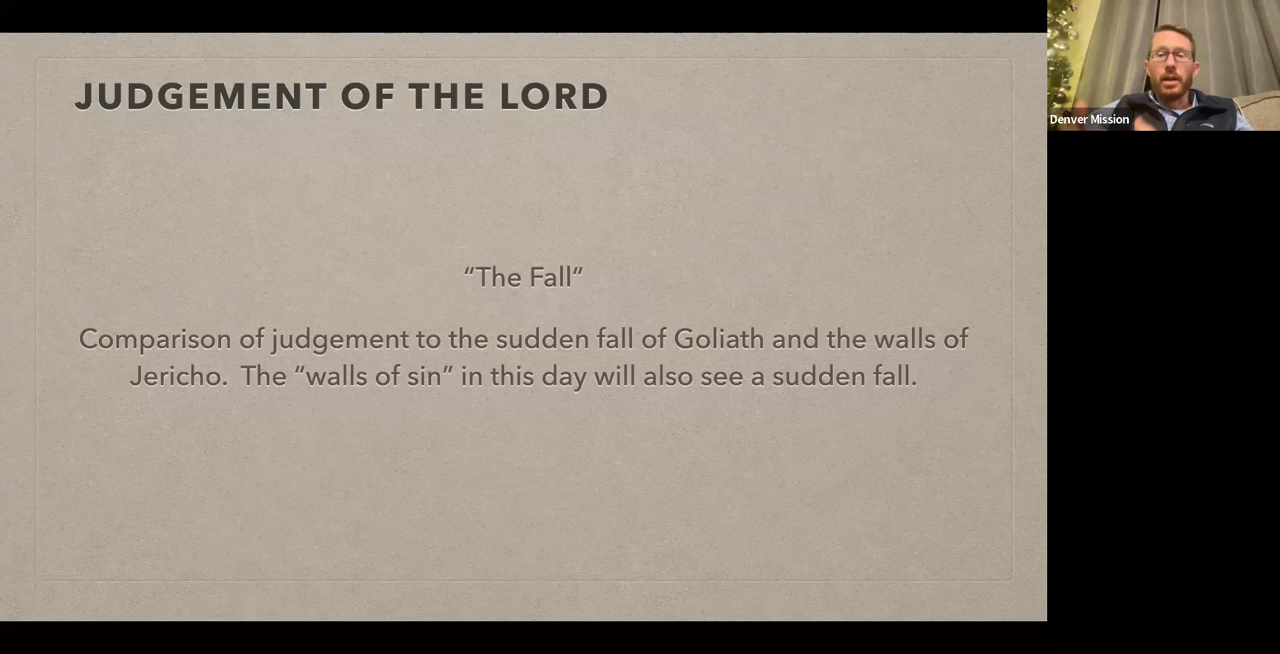 JUDGEMENT OF THE LORD
“The Fall”
Comparison of judgement to the sudden fall of Goliath and the walls of
Jericho.  The “walls of sin” in this day will also see a sudden fall.
Denver Mission